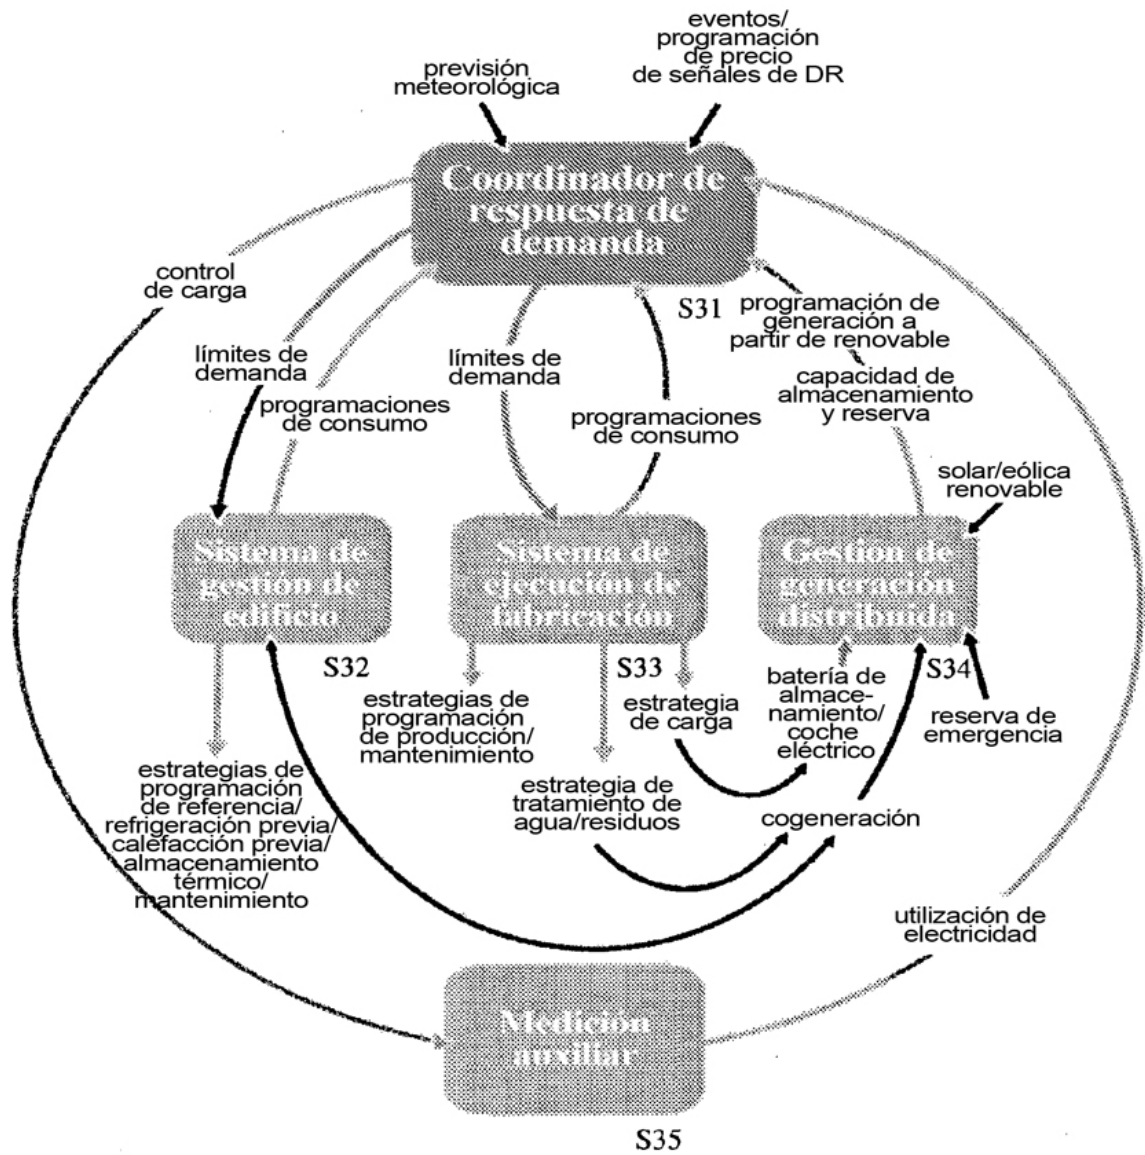 eventos/
programación
de precio
de señales de DR
previsión
meteorológica
Coordinador de
respuesta de
demanda
S31
control
de carga
límites de
demanda
programaciones
de consumo
límites de
demanda
programaciones
de consumo
programación de
generación a
partir de renovable
capacidad de
almacenamiento
y reserva
solar/eólica
renovable
Sistema de
gestión de
edificio
S32
Sistema de
ejecución de
fabricación
S33
Gestión de
generación
distribuida
S34
estrategias de
programación
de referencia/
refrigeración previa/
calefacción previa/
almacenamiento
térmico/
mantenimiento
estrategias de
programación
de producción/
mantenimiento
estrategia de
tratamiento de
agua/residuos
estrategia
de carga
batería de
almace-
namiento/
coche
eléctrico
reserva de
emergencia
cogeneración
utilización de
electricidad
Medición
auxiliar
S35